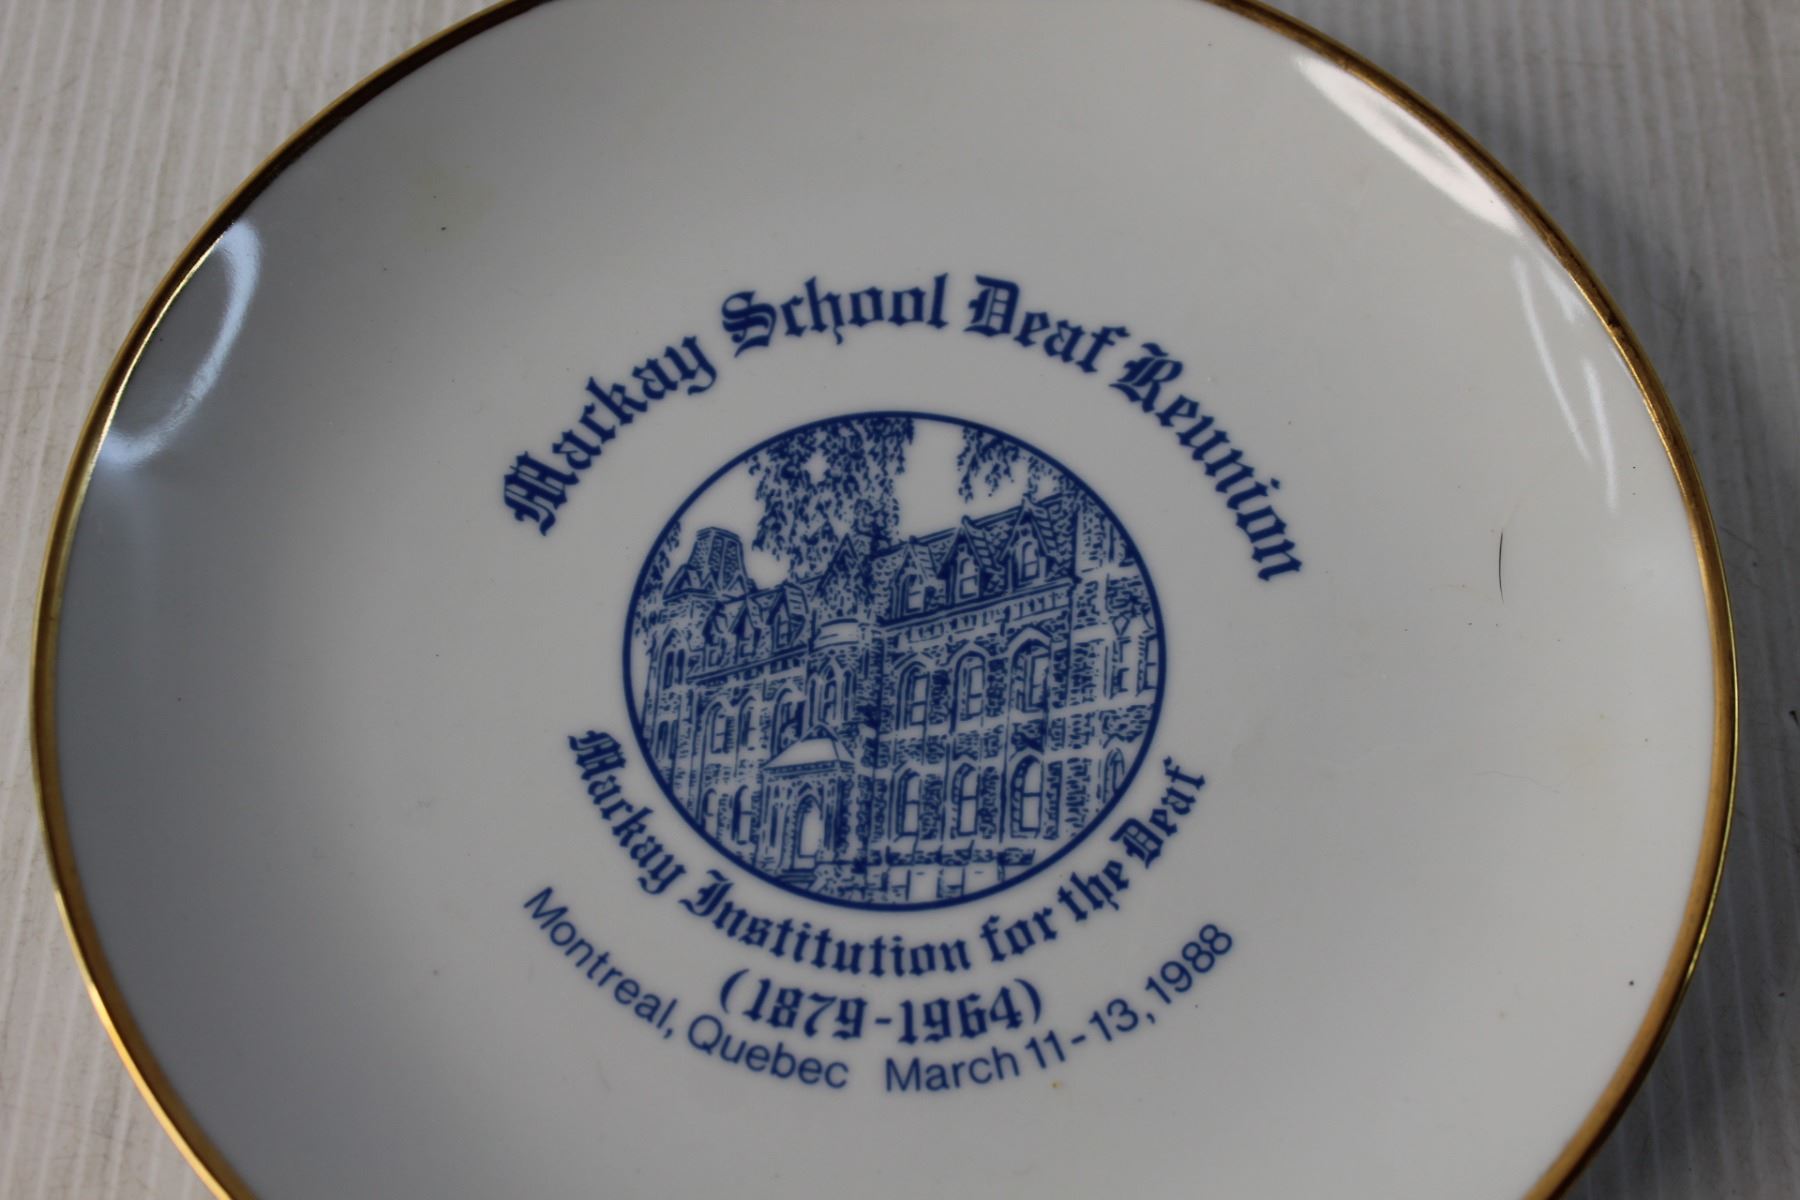 Mackay School Deaf Reunion
Mackay Institution for the Deaf
(1879-1964)
Montreal, Quebec March 11-13, 1988